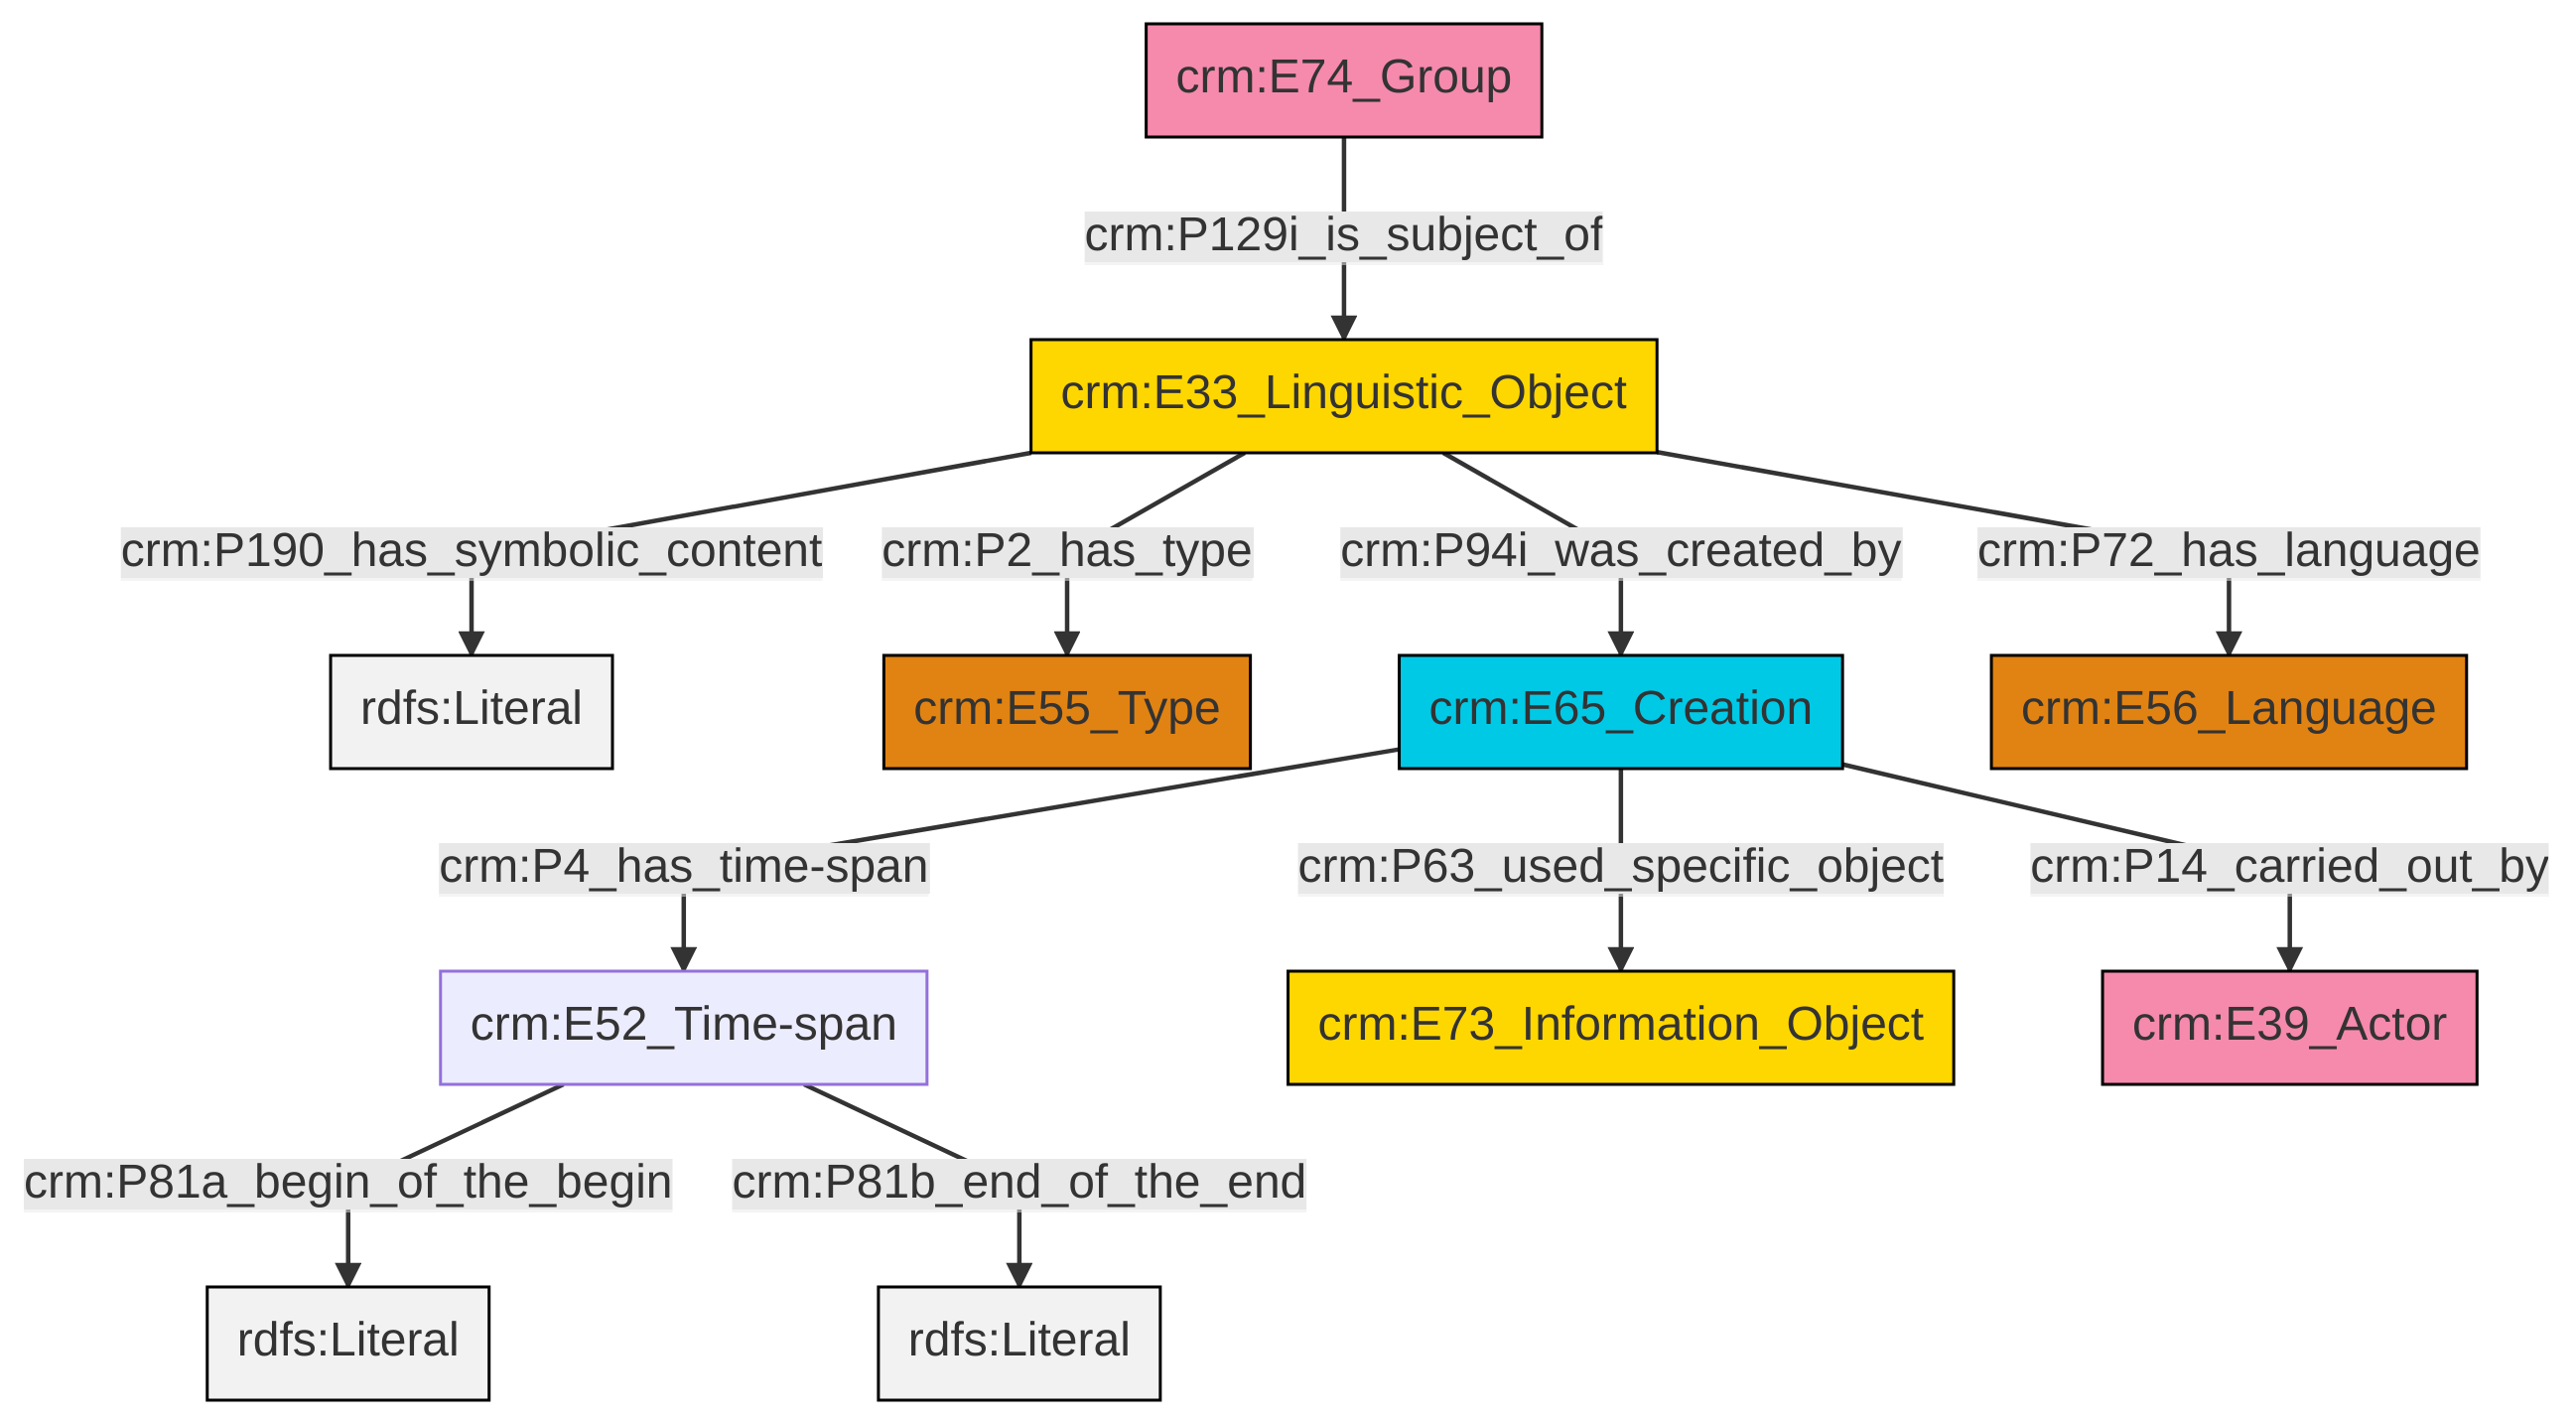 crm:E74_Group
crm:P129i_is_subject_of
crm:E33_Linguistic_Object
crm:P190_has_symbolic_content
crm:P2_has_type
crm:P94i_was_created_by
crm:P72_has_language
rdfs:Literal
crm:E55_Type
crm:E65_Creation
crm:E56_Language
crm:P4_has_time-span
crm:P63_used_specific_object
crm:P14_carried_out_by
crm:E52_Time-span
crm:E73_Information_Object
crm:E39_Actor
crm:P81a_begin_of_the_begin
crm:P81b_end_of_the_end
rdfs:Literal
rdfs:Literal